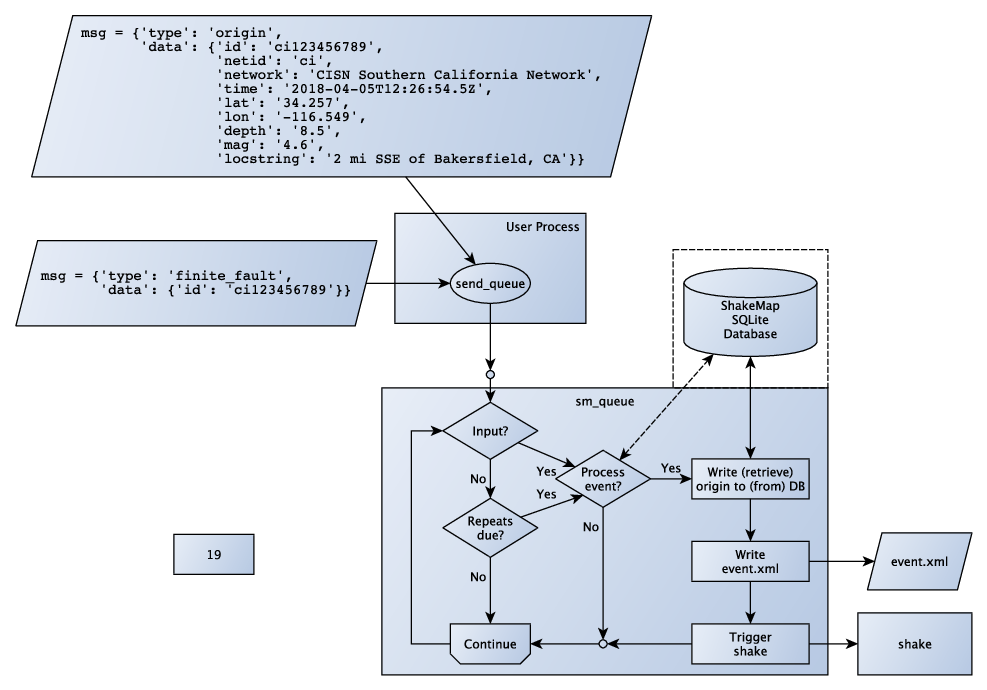 msg = {'type': 'origin',
'data': {'id': 'ci123456789',
'netid': 'ci',
'network': 'CISN Southern California Network',
'time': '2018-04-05T12:26:54.5Z',
'lat': '34.257',
'lon': '-116.549',
'depth': '8.5',
'mag': '4.6',
'locstring': '2 mi SSE of Bakersfield, CA'}}
User Process
msg = {'type': 'finite_fault',
'data': {'id': 'ci123456789'}}
send_queue
ShakeMap
SQLite
Database
sm_queue
Input?
Yes
Process
event?
Yes
Write (retrieve)
origin to (from) DB
No
Yes
Repeats
due?
No
19
Write
event.xml
event.xml
No
Continue
Trigger
shake
shake